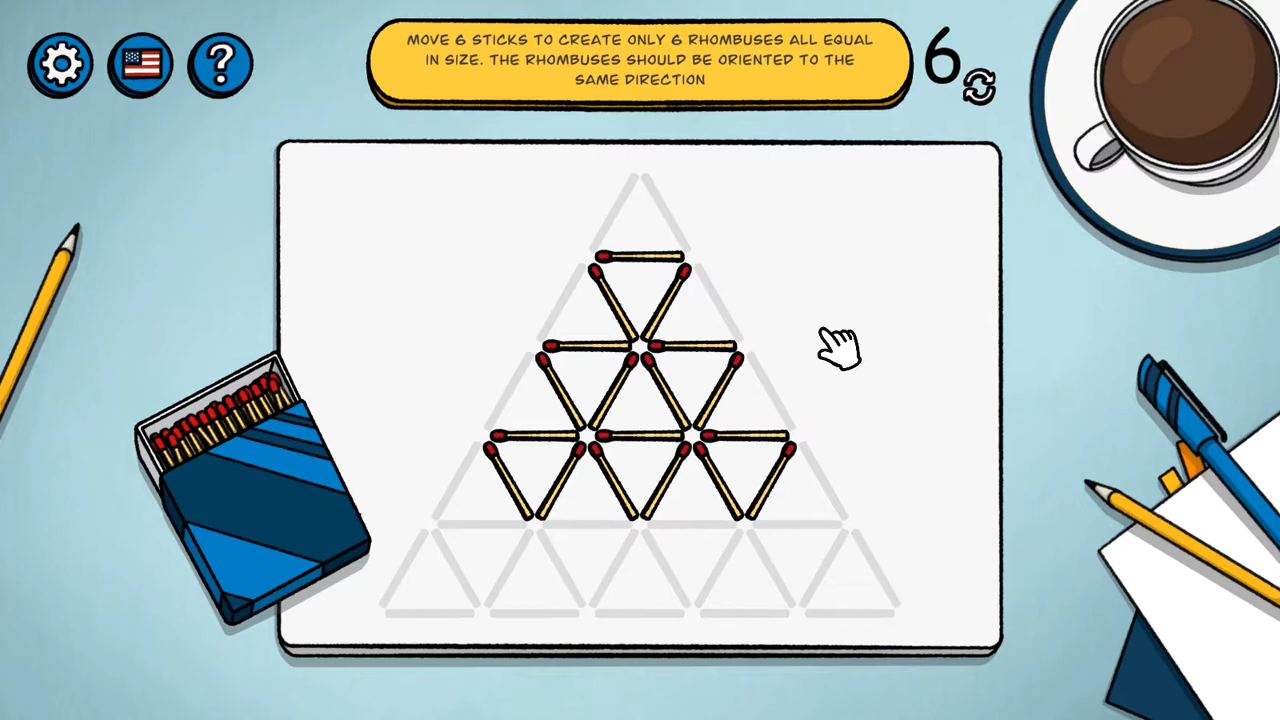 MOVE 6 STICKS TO CREATE ONLY 6 RHOMBUSES ALL EQUAL
IN SIZE. THE RHOMBUSES SHOULD BE ORIENTED TO THE
SAME DIRECTION
6
?